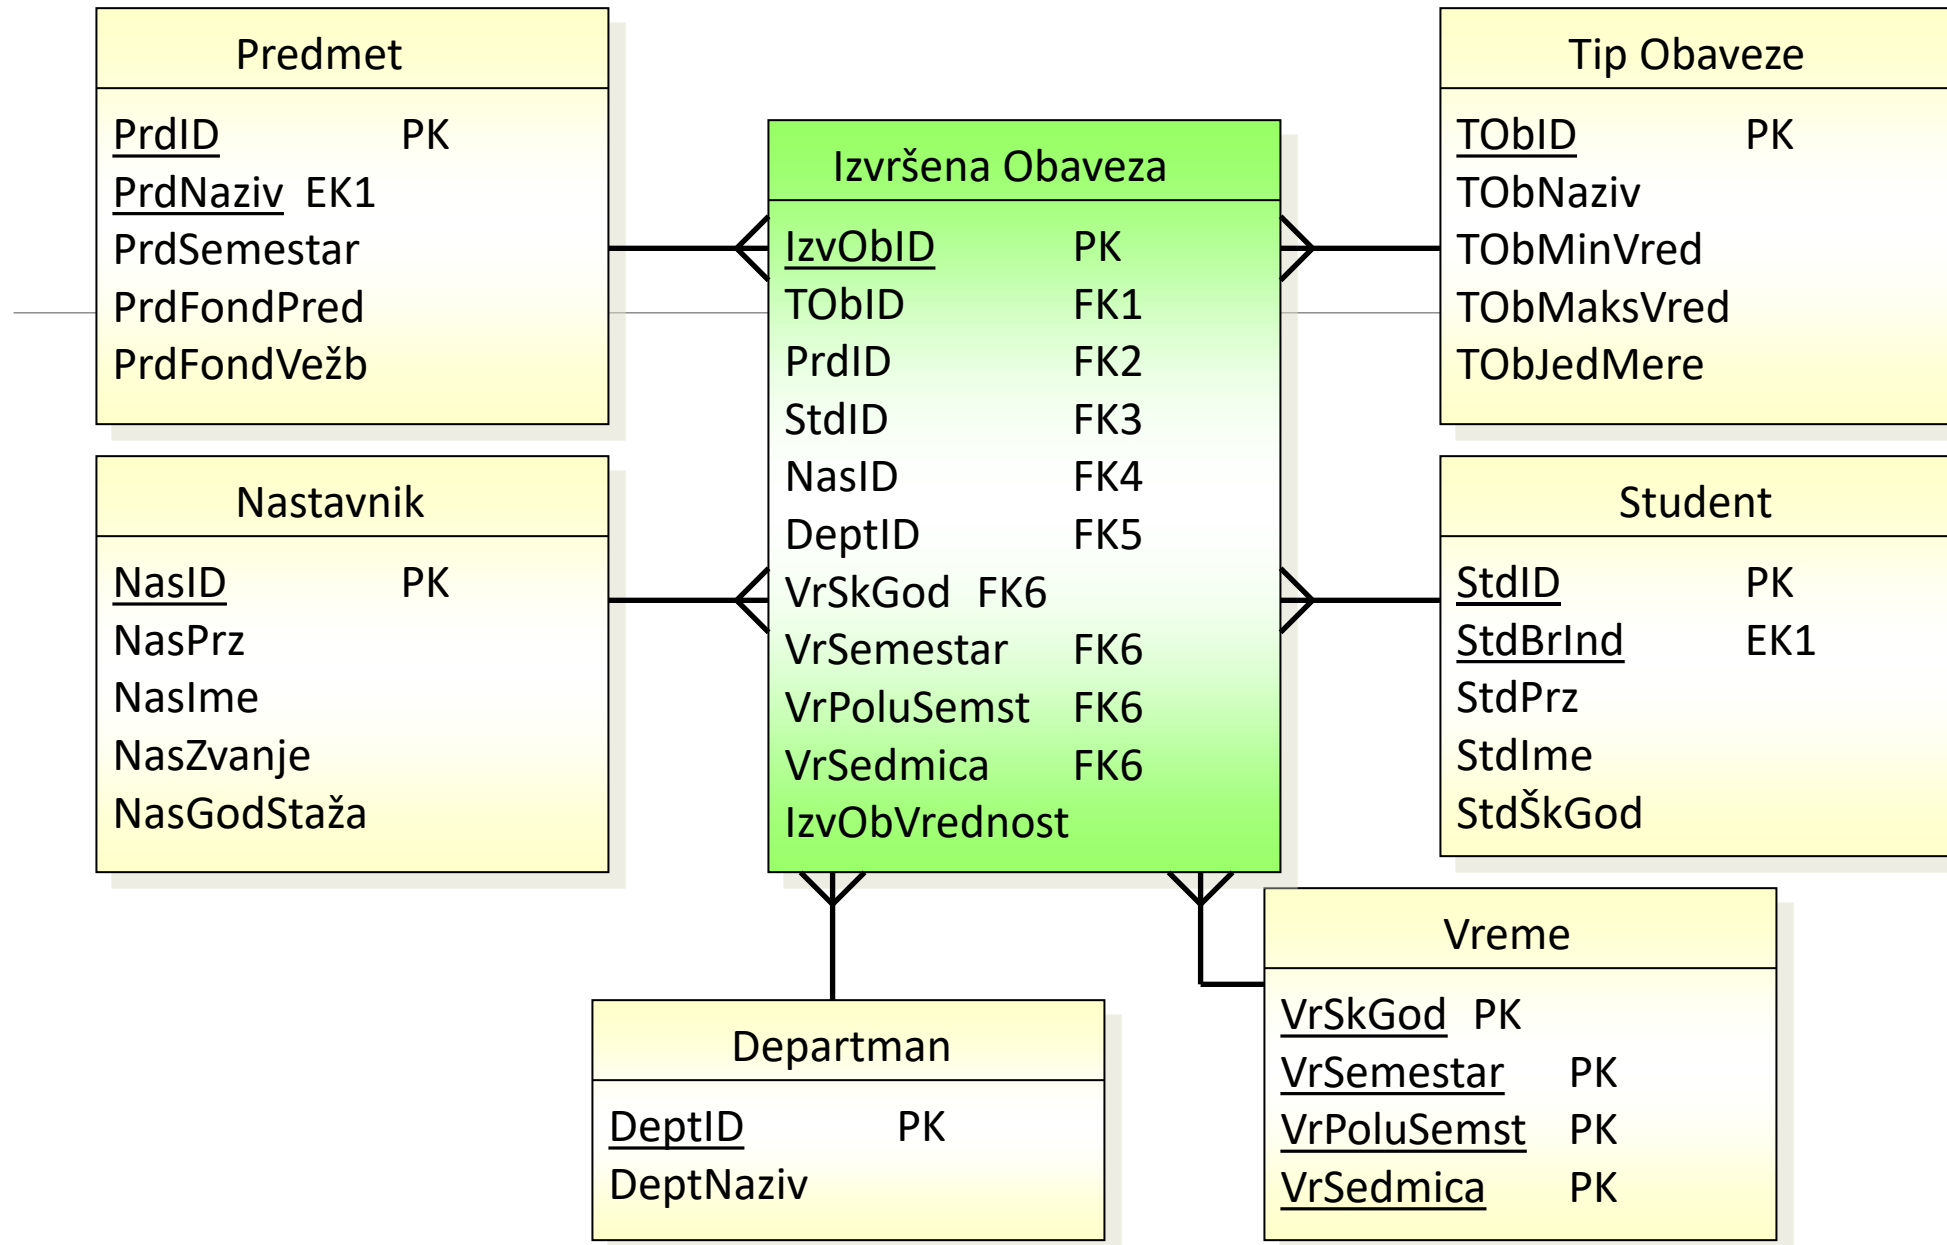 Predmet
PrdID PK
PrdNaziv EK1
PrdSemestar
PrdFondPred
PrdFondVežb
Nastavnik
NasID PK
NasPrz
NasIme
NasZvanje
NasGodStaža
Izvršena Obaveza
IzvObID PK
TObID FK1
PrdID FK2
StdID FK3
NasID FK4
DeptID FK5
VrSkGod FK6
VrSemestar FK6
VrPoluSemst FK6
VrSedmica FK6
IzvObVrednost
Tip Obaveze
TObID PK
TObNaziv
TObMinVred
TObMaksVred
TObJedMere
Student
StdID PK
StdBrInd EK1
StdPrz
StdIme
StdŠkGod
Departman
DeptID PK
DeptNaziv
Vreme
VrSkGod PK
VrSemestar PK
VrPoluSemst PK
VrSedmica PK